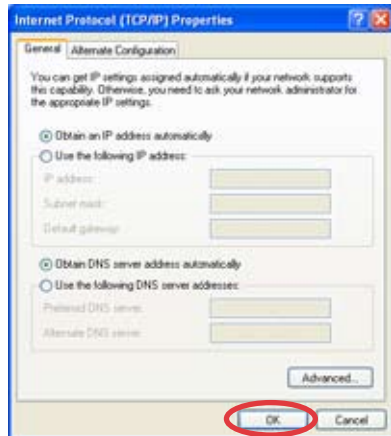 Internet Protocol (TCP/IP) Properties
General
Alternate Configuration
You can get IP settings assigned automatically if your network supports
this capability. Otherwise, you need to ask your network administrator for
the appropriate IP settings.
Obtain an IP address automatically
Use the following IP address:
IP address:
Subnet mask:
Default gateway:
Obtain DNS server address automatically
Use the following DNS server addresses:
Preferred DNS server:
Alternate DNS server:
Advanced...
OK
Cancel